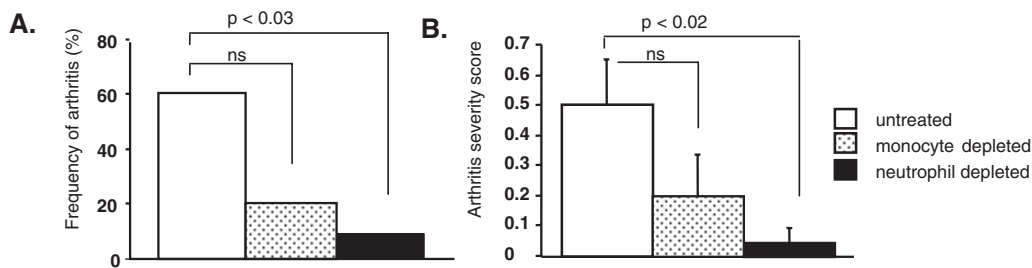 A.
p < 0.03
ns
Frequency of arthritis (%)
80
60
40
20
0
B.
p < 0.02
ns
Arthritis severity score
0.7
0.6
0.5
0.4
0.3
0.2
0.1
0
untreated
monocyte depleted
neutrophil depleted